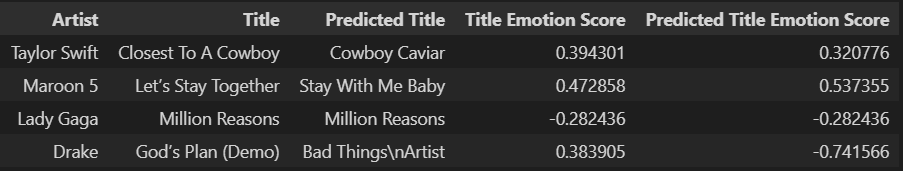 Artist Title Predicted Title Title Emotion Score Predicted Title Emotion Score
Taylor Swift Closest To A Cowboy Cowboy Caviar 0.394301 0.320776
Maroon 5 Let’s Stay Together Stay With Me Baby 0.472858 0.537355
Lady Gaga Million Reasons Million Reasons -0.282436 -0.282436
Drake God’s Plan (Demo) Bad Things\nArtist 0.383905 -0.741566